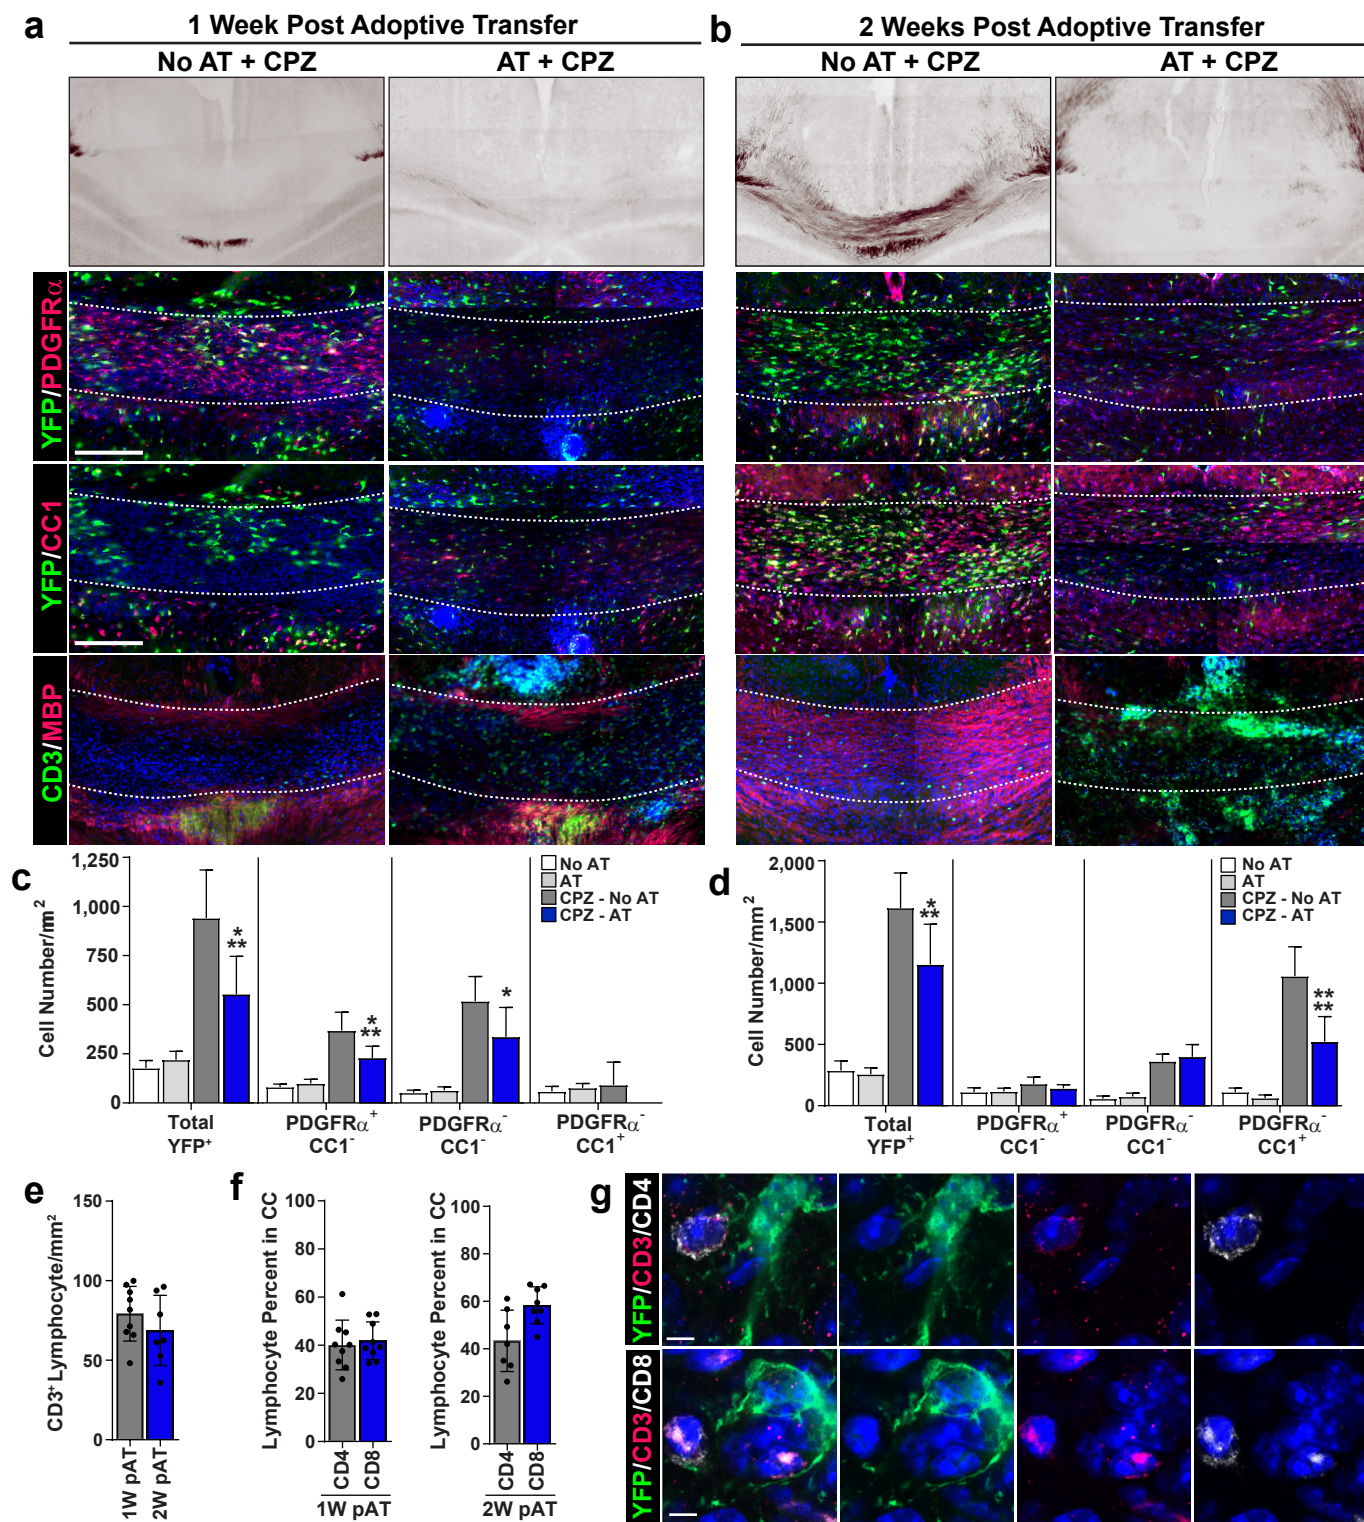 a
1 Week Post Adoptive Transfer
No AT + CPZ
AT + CPZ
b
2 Weeks Post Adoptive Transfer
No AT + CPZ
AT + CPZ
YFP/PDGFRα
YFP/CC1
CD3/MBP
c
Cell Number/mm²
1,250
1,000
750
500
250
0
No AT
AT
CPZ - No AT
CPZ - AT
*
**
*
**
*
Total YFP⁺
PDGFRα⁺ CC1⁻
PDGFRα⁻ CC1⁻
PDGFRα⁻ CC1⁺
d
Cell Number/mm²
2,000
1,500
1,000
500
0
No AT
AT
CPZ - No AT
CPZ - AT
*
**
**
**
Total YFP⁺
PDGFRα⁺ CC1⁻
PDGFRα⁻ CC1⁻
PDGFRα⁻ CC1⁺
e
CD3⁺ Lymphocyte/mm²
150
100
50
0
1W pAT
2W pAT
f
Lymphocyte Percent in CC
100
80
60
40
20
0
CD4
CD8
1W pAT
Lymphocyte Percent in CC
100
80
60
40
20
0
CD4
CD8
2W pAT
g
YFP/CD3/CD4
YFP/CD3/CD8